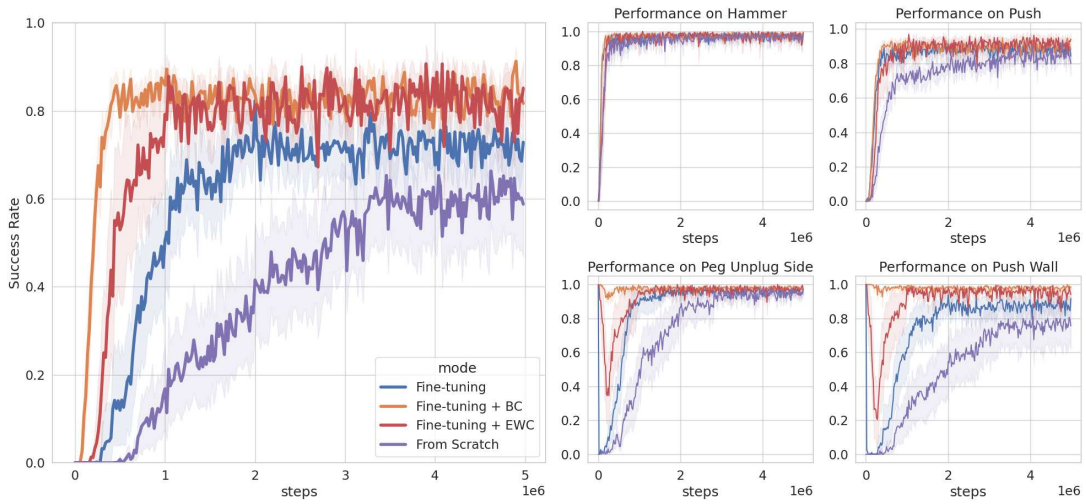 1.0
0.8
0.6
0.4
0.2
0.0
Success Rate
0 1 2 3 4 5
1e6
steps
mode
Fine-tuning
Fine-tuning + BC
Fine-tuning + EWC
From Scratch
Performance on Hammer
1.0
0.8
0.6
0.4
0.2
0.0
0 2 4
1e6
steps
Performance on Push
1.0
0.8
0.6
0.4
0.2
0.0
0 2 4
1e6
steps
Performance on Peg Unplug Side
1.0
0.8
0.6
0.4
0.2
0.0
0 2 4
1e6
steps
Performance on Push Wall
1.0
0.8
0.6
0.4
0.2
0.0
0 2 4
1e6
steps